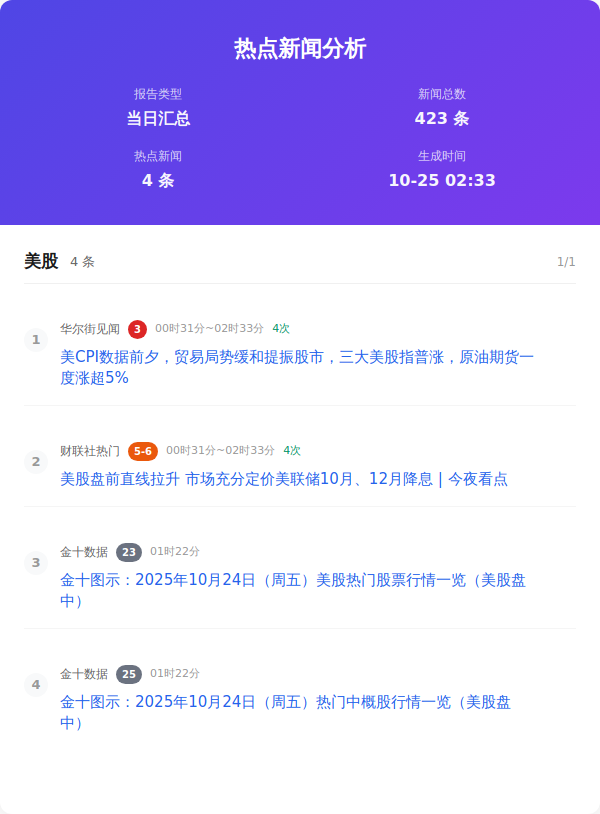 热点新闻分析
报告类型
新闻总数
当日汇总
423 条
热点新闻
生成时间
4 条
10-25 02:33
美股 4 条 1/1
1 华尔街见闻 3 00时31分~02时33分 4次
美CPI数据前夕，贸易局势缓和提振股市，三大美股指普涨，原油期货一
度涨超5%
2 财联社热门 5-6 00时31分~02时33分 4次
美股盘前直线拉升 市场充分定价美联储10月、12月降息 | 今夜看点
3 金十数据 23 01时22分
金十图示：2025年10月24日（周五）美股热门股票行情一览（美股盘
中）
4 金十数据 25 01时22分
金十图示：2025年10月24日（周五）热门中概股行情一览（美股盘
中）